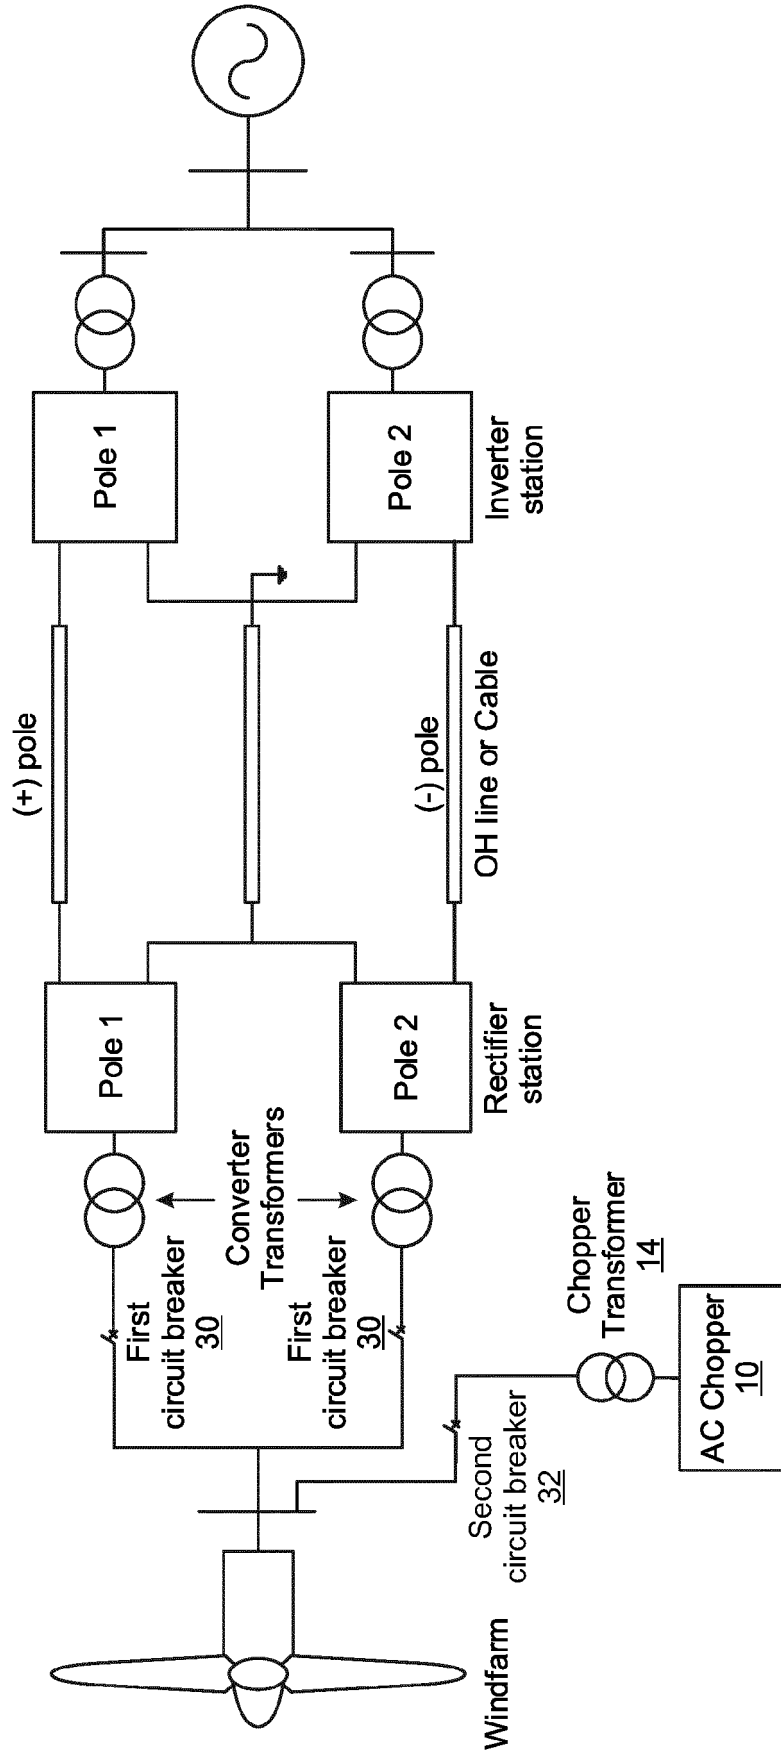 Windfarm
First
circuit breaker
30
First
circuit breaker
30
Second
circuit breaker
32
Converter
Transformers
Chopper
Transformer
14
AC Chopper
10
Pole 1
Pole 2
Rectifier
station
(+) pole
(-) pole
OH line or Cable
Pole 1
Pole 2
Inverter
station